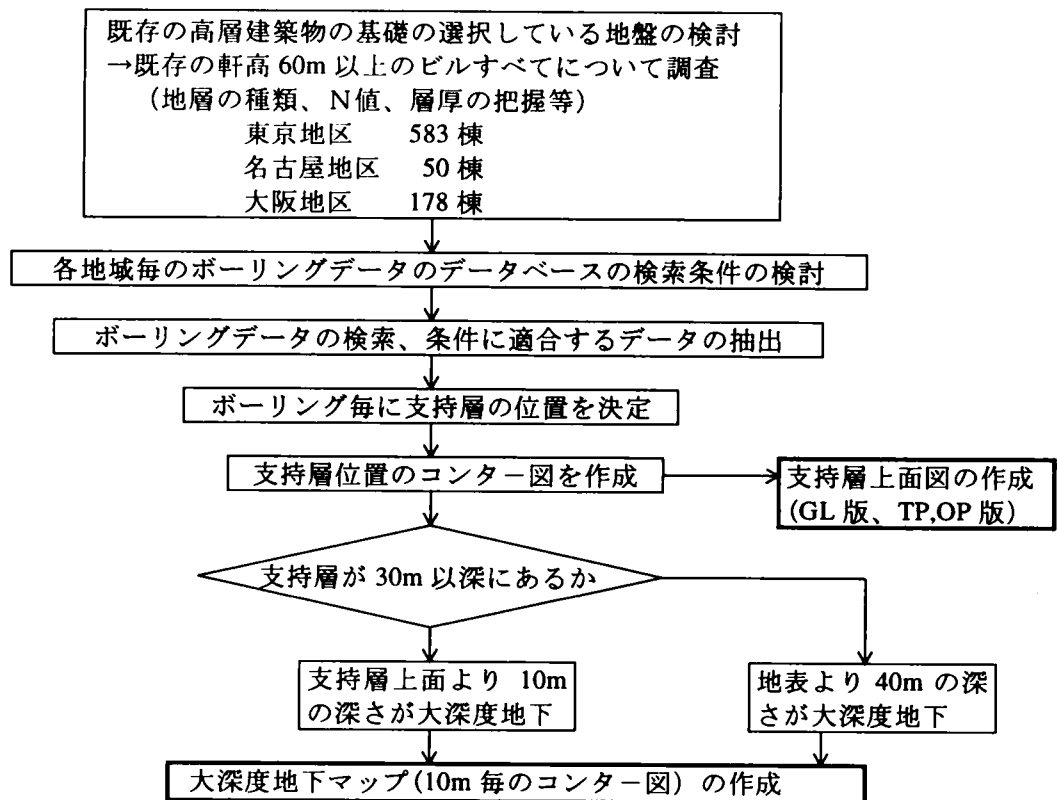 既存の高層建築物の基礎の選択している地盤の検討
→既存の軒高 60m 以上のビルすべてについて調査
（地層の種類、N値、層厚の把握等）
東京地区 583 棟
名古屋地区 50 棟
大阪地区 178 棟
各地域毎のボーリングデータのデータベースの検索条件の検討
ボーリングデータの検索、条件に適合するデータの抽出
ボーリング毎に支持層の位置を決定
支持層位置のコンタ－図を作成
支持層上面図の作成
(GL 版、TP,OP 版)
支持層が 30m 以深にあるか
支持層上面より 10m
の深さが大深度地下
地表より 40m の深
さが大深度地下
大深度地下マップ(10m 毎のコンタ－図) の作成